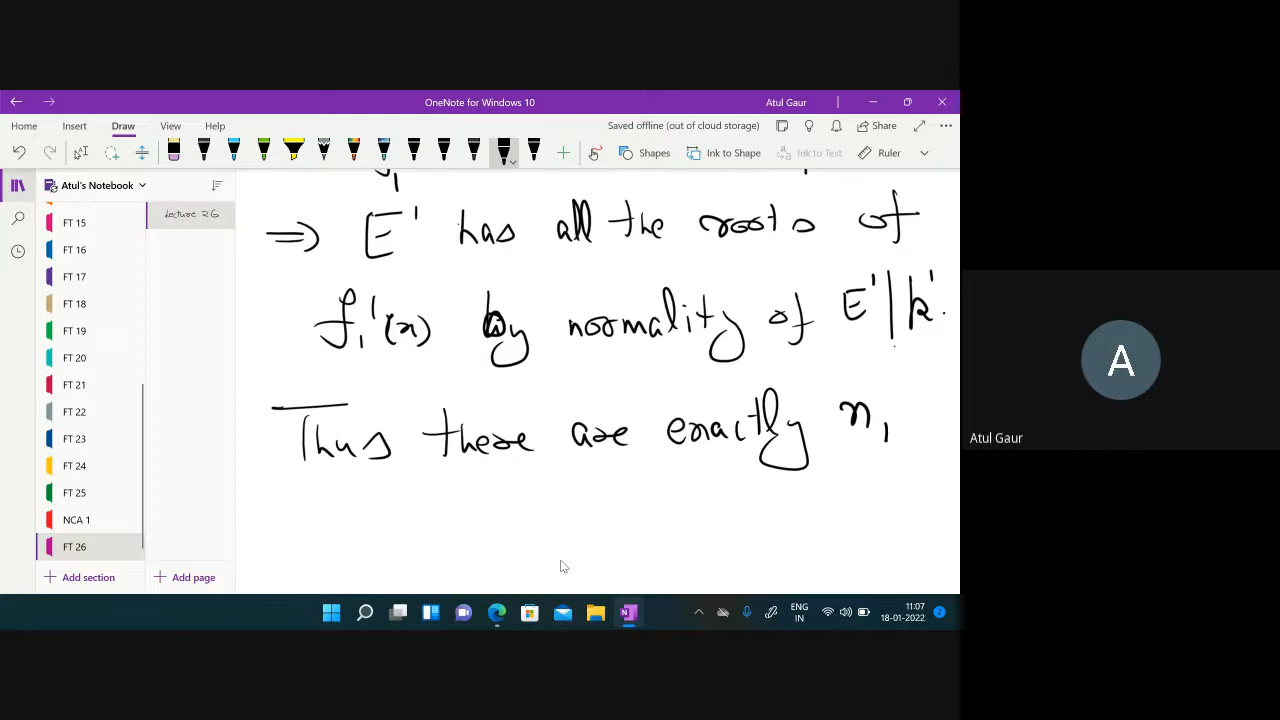 OneNote for Windows 10
Atul Gaur
Home Insert Draw View Help
Saved offline (out of cloud storage)
Share
Shapes
Ink to Shape
Ink to Text
Ruler
Atul's Notebook
FT 15
FT 16
FT 17
FT 18
FT 19
FT 20
FT 21
FT 22
FT 23
FT 24
FT 25
NCA 1
FT 26
Add section
Lecture 26
Add page
⇒ E' has all the roots of
f₁'(x) by normality of E'|k'.
Thus there are exactly n₁
ENG
IN
11:07
18-01-2022
2
A
Atul Gaur